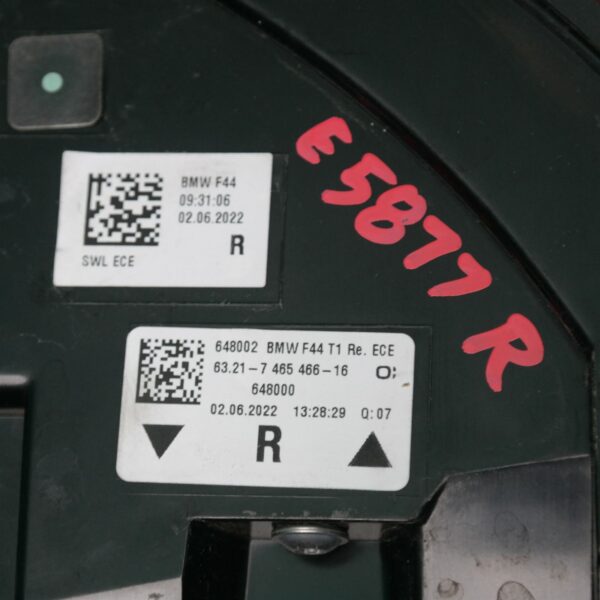 BMW F44
09:31:06
02.06.2022
R
SWL ECE
E5877 R
648002 BMW F44 T1 Re. ECE
63.21-7 465 466-16
648000
02.06.2022 13:28:29 Q:07
R